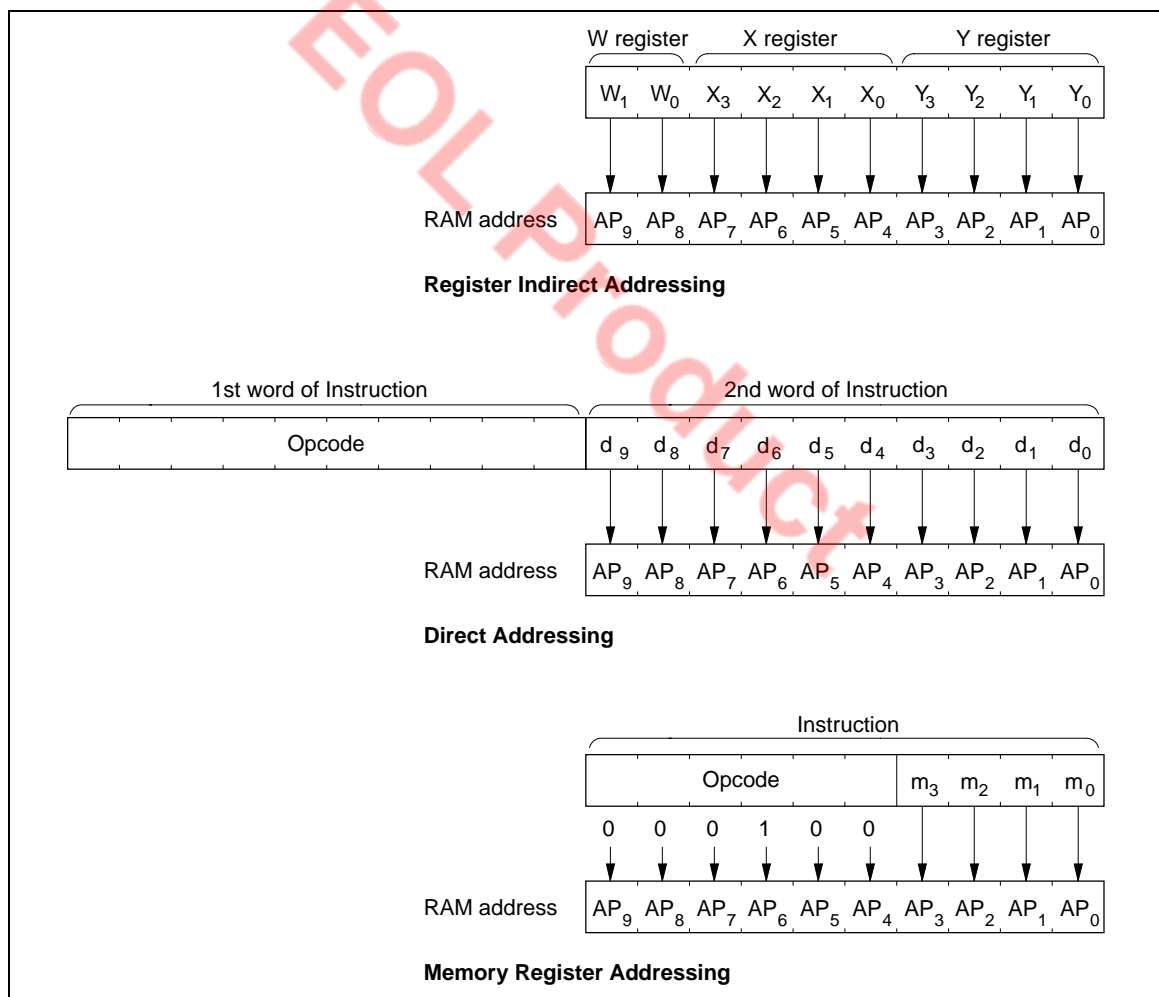 W register X register Y register
W1 W0 X3 X2 X1 X0 Y3 Y2 Y1 Y0
RAM address AP9 AP8 AP7 AP6 AP5 AP4 AP3 AP2 AP1 AP0
Register Indirect Addressing
1st word of Instruction 2nd word of Instruction
Opcode d9 d8 d7 d6 d5 d4 d3 d2 d1 d0
RAM address AP9 AP8 AP7 AP6 AP5 AP4 AP3 AP2 AP1 AP0
Direct Addressing
Instruction
Opcode m3 m2 m1 m0
0 0 0 1 0 0
RAM address AP9 AP8 AP7 AP6 AP5 AP4 AP3 AP2 AP1 AP0
Memory Register Addressing
EOL Product